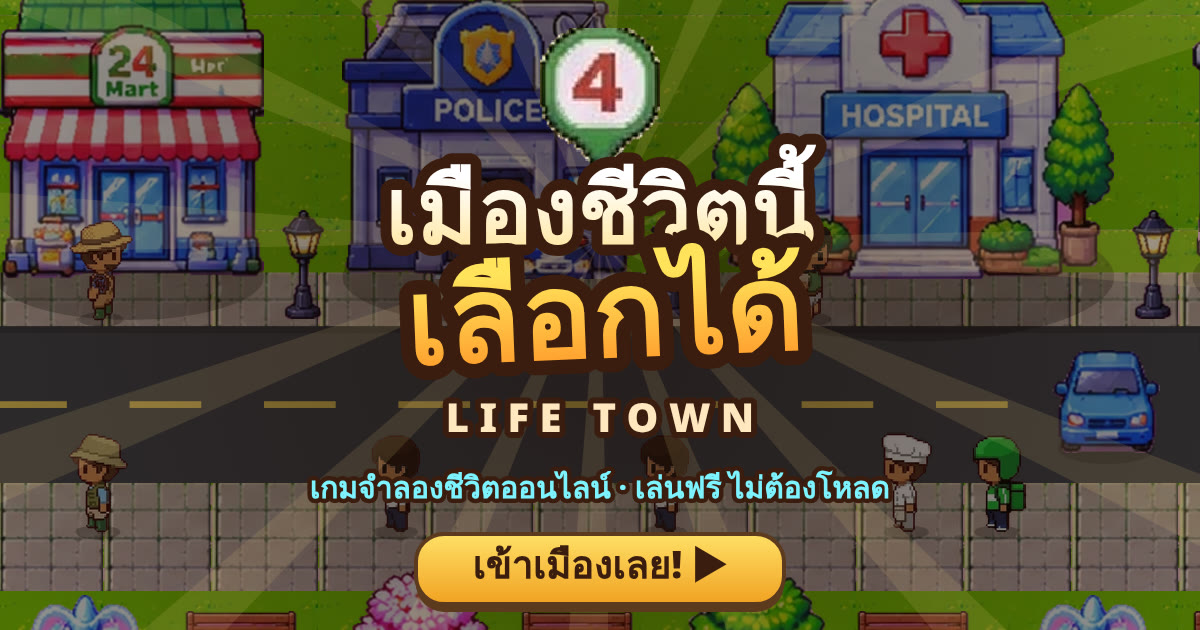 24
Mart
POLICE
4
HOSPITAL
เมืองชีวิตนี้
เลือกได้
LIFE TOWN
เกมจำลองชีวิตออนไลน์ · เล่นฟรี ไม่ต้องโหลด
เข้าเมืองเลย! ▶